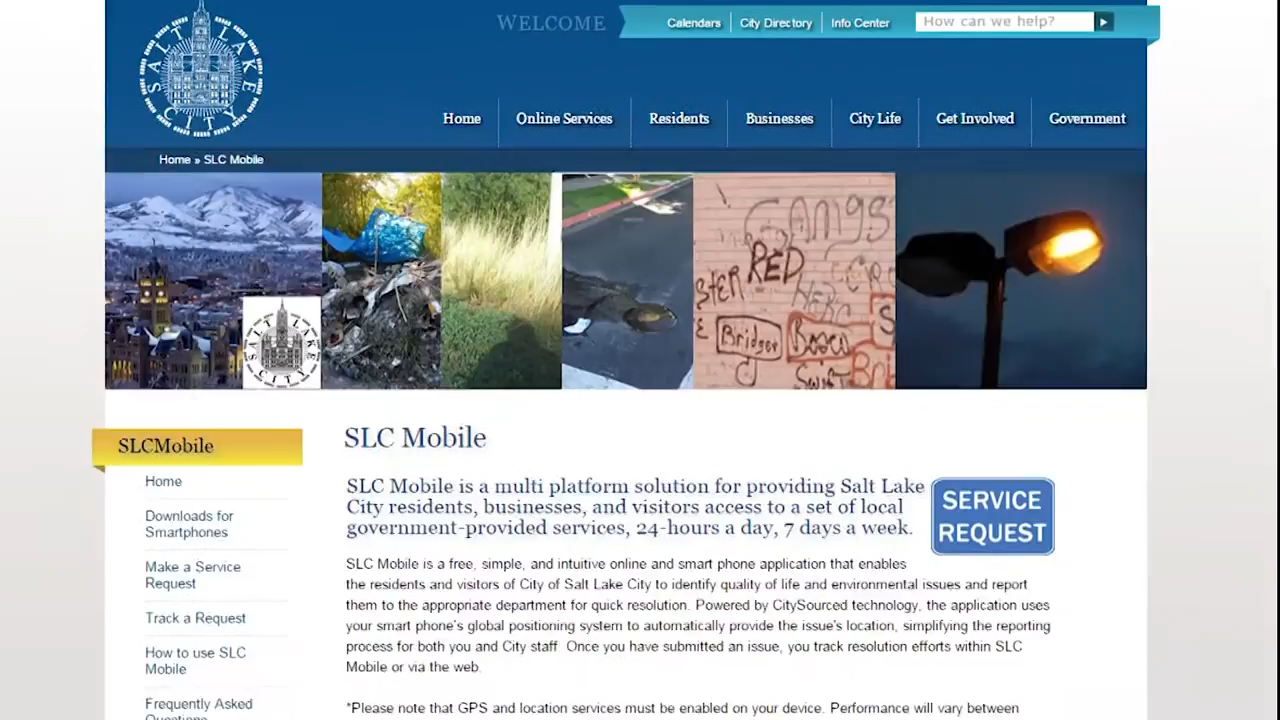 SALT LAKE CITY
WELCOME
Calendars
City Directory
Info Center
How can we help?
Home
Online Services
Residents
Businesses
City Life
Get Involved
Government
Home » SLC Mobile
SALT LAKE CITY
RED
Bridger
SLCMobile
Home
Downloads for
Smartphones
Make a Service
Request
Track a Request
How to use SLC
Mobile
Frequently Asked
Questions
SLC Mobile
SLC Mobile is a multi platform solution for providing Salt Lake
City residents, businesses, and visitors access to a set of local
government-provided services, 24-hours a day, 7 days a week.
SERVICE
REQUEST
SLC Mobile is a free, simple, and intuitive online and smart phone application that enables
the residents and visitors of City of Salt Lake City to identify quality of life and environmental issues and report
them to the appropriate department for quick resolution. Powered by CitySourced technology, the application uses
your smart phone's global positioning system to automatically provide the issue's location, simplifying the reporting
process for both you and City staff Once you have submitted an issue, you track resolution efforts within SLC
Mobile or via the web.
*Please note that GPS and location services must be enabled on your device. Performance will vary between